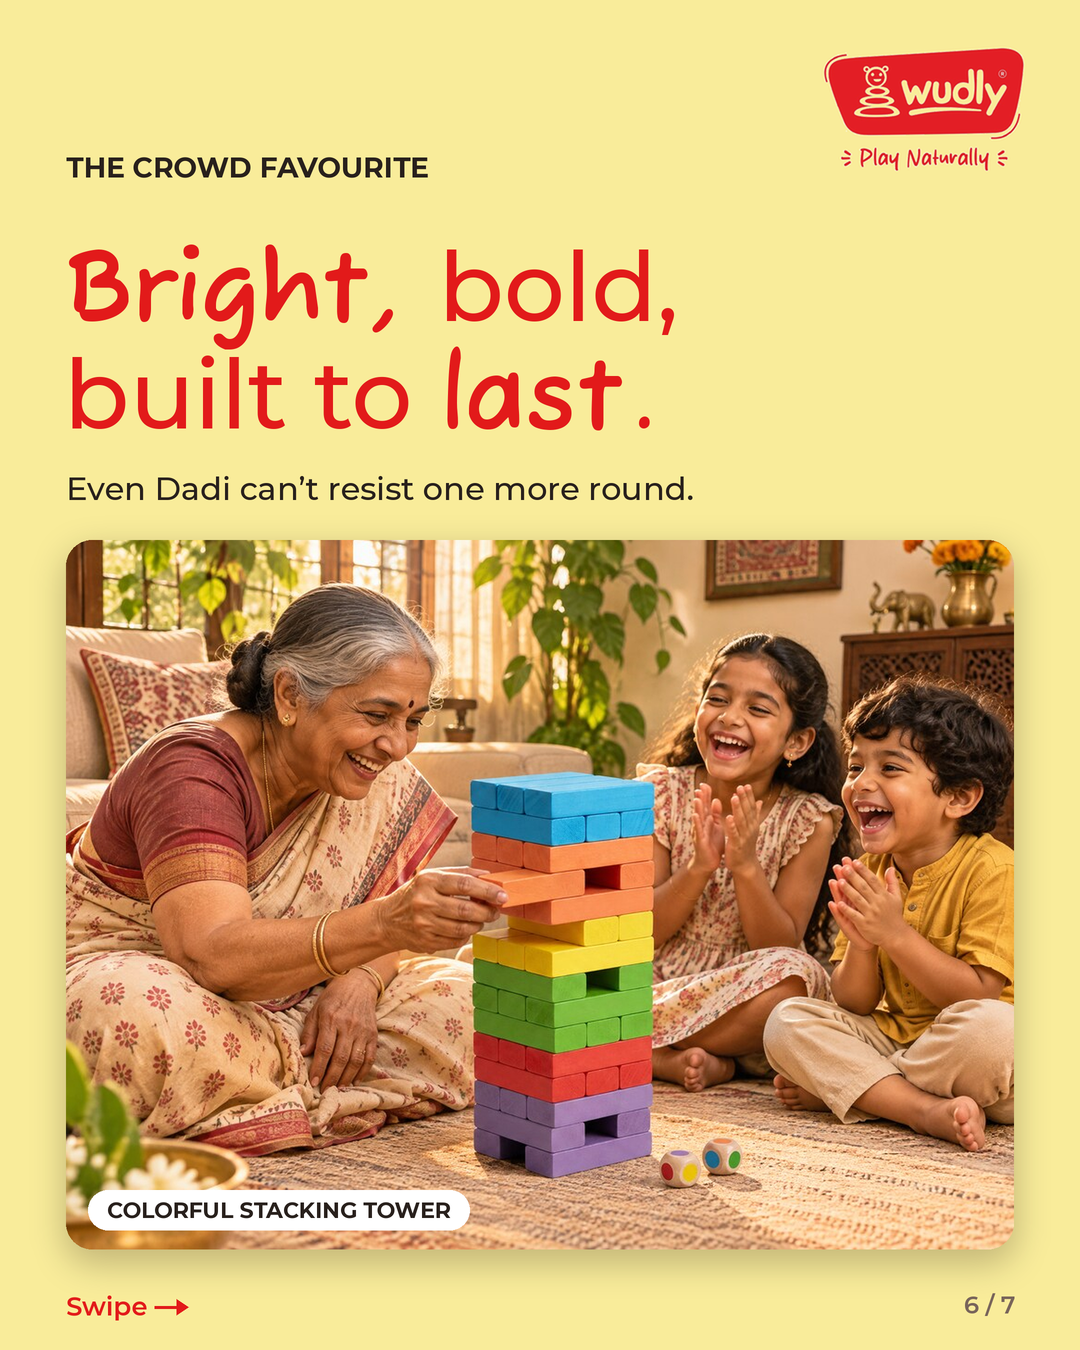 wudly®
Play Naturally
THE CROWD FAVOURITE
Bright, bold,
built to last.
Even Dadi can’t resist one more round.
COLORFUL STACKING TOWER
Swipe →
6 / 7